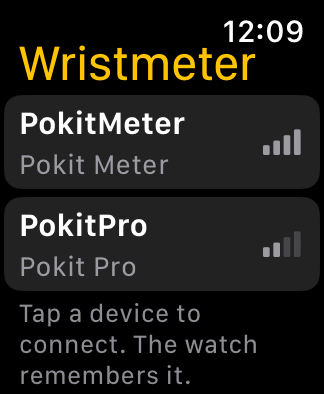 12:09
Wristmeter
PokitMeter
Pokit Meter
PokitPro
Pokit Pro
Tap a device to
connect. The watch
remembers it.